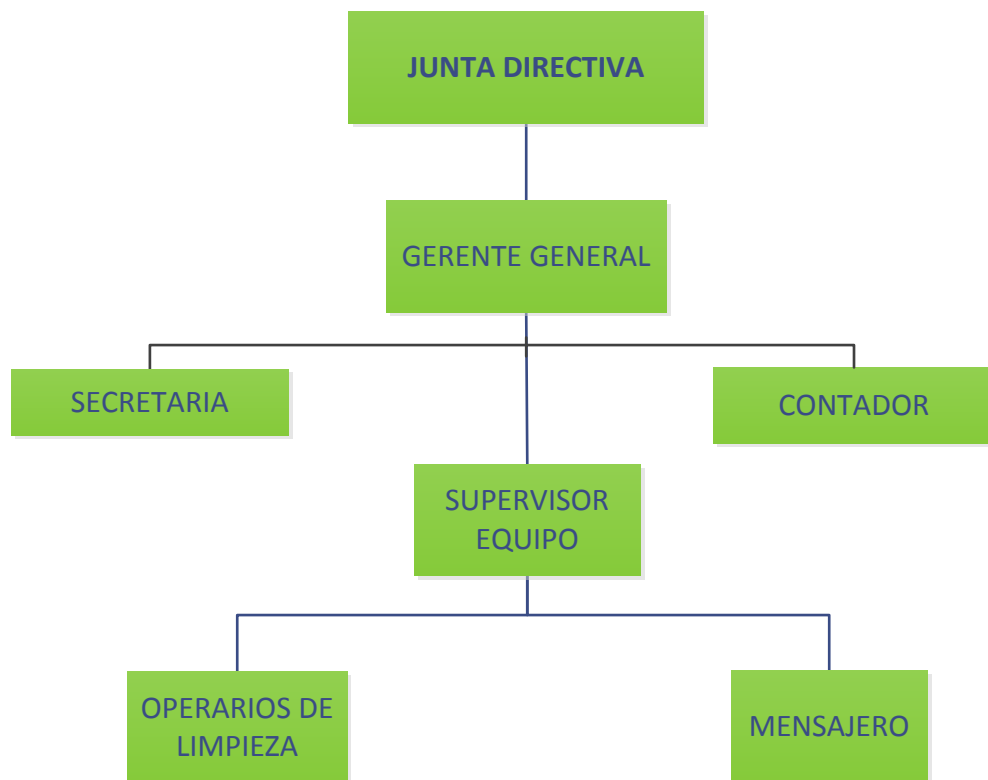 JUNTA DIRECTIVA
GERENTE GENERAL
SECRETARIA
CONTADOR
SUPERVISOR
EQUIPO
OPERARIOS DE
LIMPIEZA
MENSAJERO